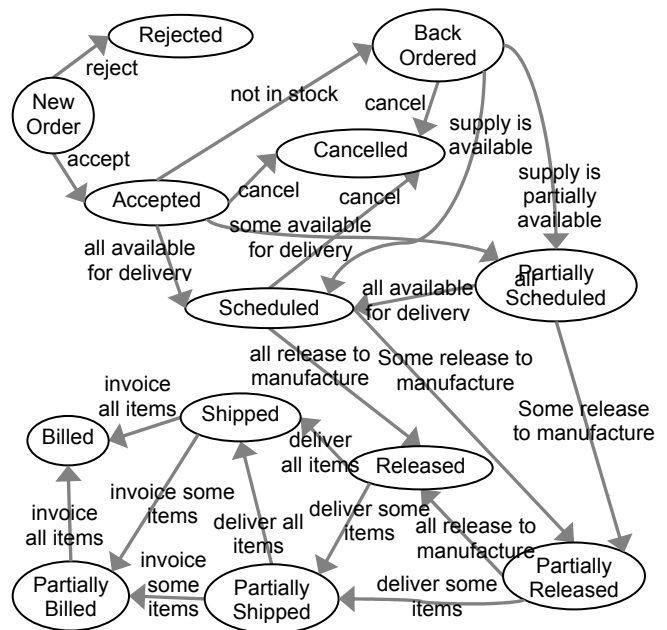 Rejected
Back
Ordered
reject
New
Order
not in stock
cancel
supply is
available
accept
Cancelled
supply is
partially
available
Accepted
cancel
cancel
all available
for delivery
some available
for delivery
Partially
Scheduled
all
all available
for delivery
Scheduled
all release to
manufacture
Some release to
manufacture
Some release
to manufacture
invoice
all items
Shipped
Billed
deliver
all items
Released
invoice some
items
invoice
all items
deliver all
items
deliver some
items
all release to
manufacture
Partially
Released
Partially
Billed
invoice
some
items
Partially
Shipped
deliver some
items